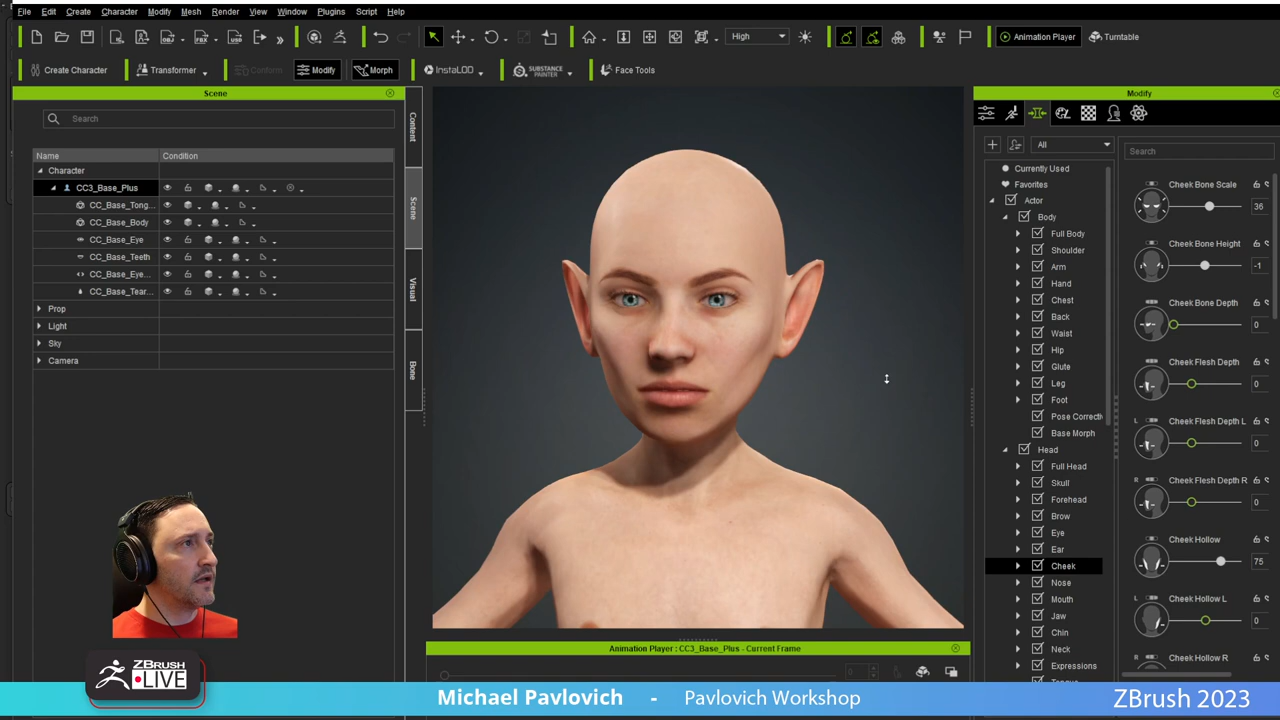 File Edit Create Character Modify Mesh Render View Window Plugins Script Help
High Animation Player Turntable
Create Character Transformer Conform Modify Morph InstaLOD SUBSTANCE PAINTER Face Tools
Scene
Search
Name Condition
Character
CC3_Base_Plus
CC_Base_Tong...
CC_Base_Body
CC_Base_Eye
CC_Base_Teeth
CC_Base_Eye...
CC_Base_Tear...
Prop
Light
Sky
Camera
Content
Scene
Visual
Bone
Modify
All
Search
Currently Used
Favorites
Actor
Body
Full Body
Shoulder
Arm
Hand
Chest
Back
Waist
Hip
Glute
Leg
Foot
Pose Correcti
Base Morph
Head
Full Head
Skull
Forehead
Brow
Eye
Ear
Cheek
Nose
Mouth
Jaw
Chin
Neck
Expressions
Cheek Bone Scale
36
Cheek Bone Height
-1
Cheek Bone Depth
0
Cheek Flesh Depth
0
L Cheek Flesh Depth L
0
R Cheek Flesh Depth R
0
Cheek Hollow
75
L Cheek Hollow L
0
R Cheek Hollow R
Animation Player : CC3_Base_Plus - Current Frame
ZBRUSH
LIVE
Michael Pavlovich - Pavlovich Workshop ZBrush 2023